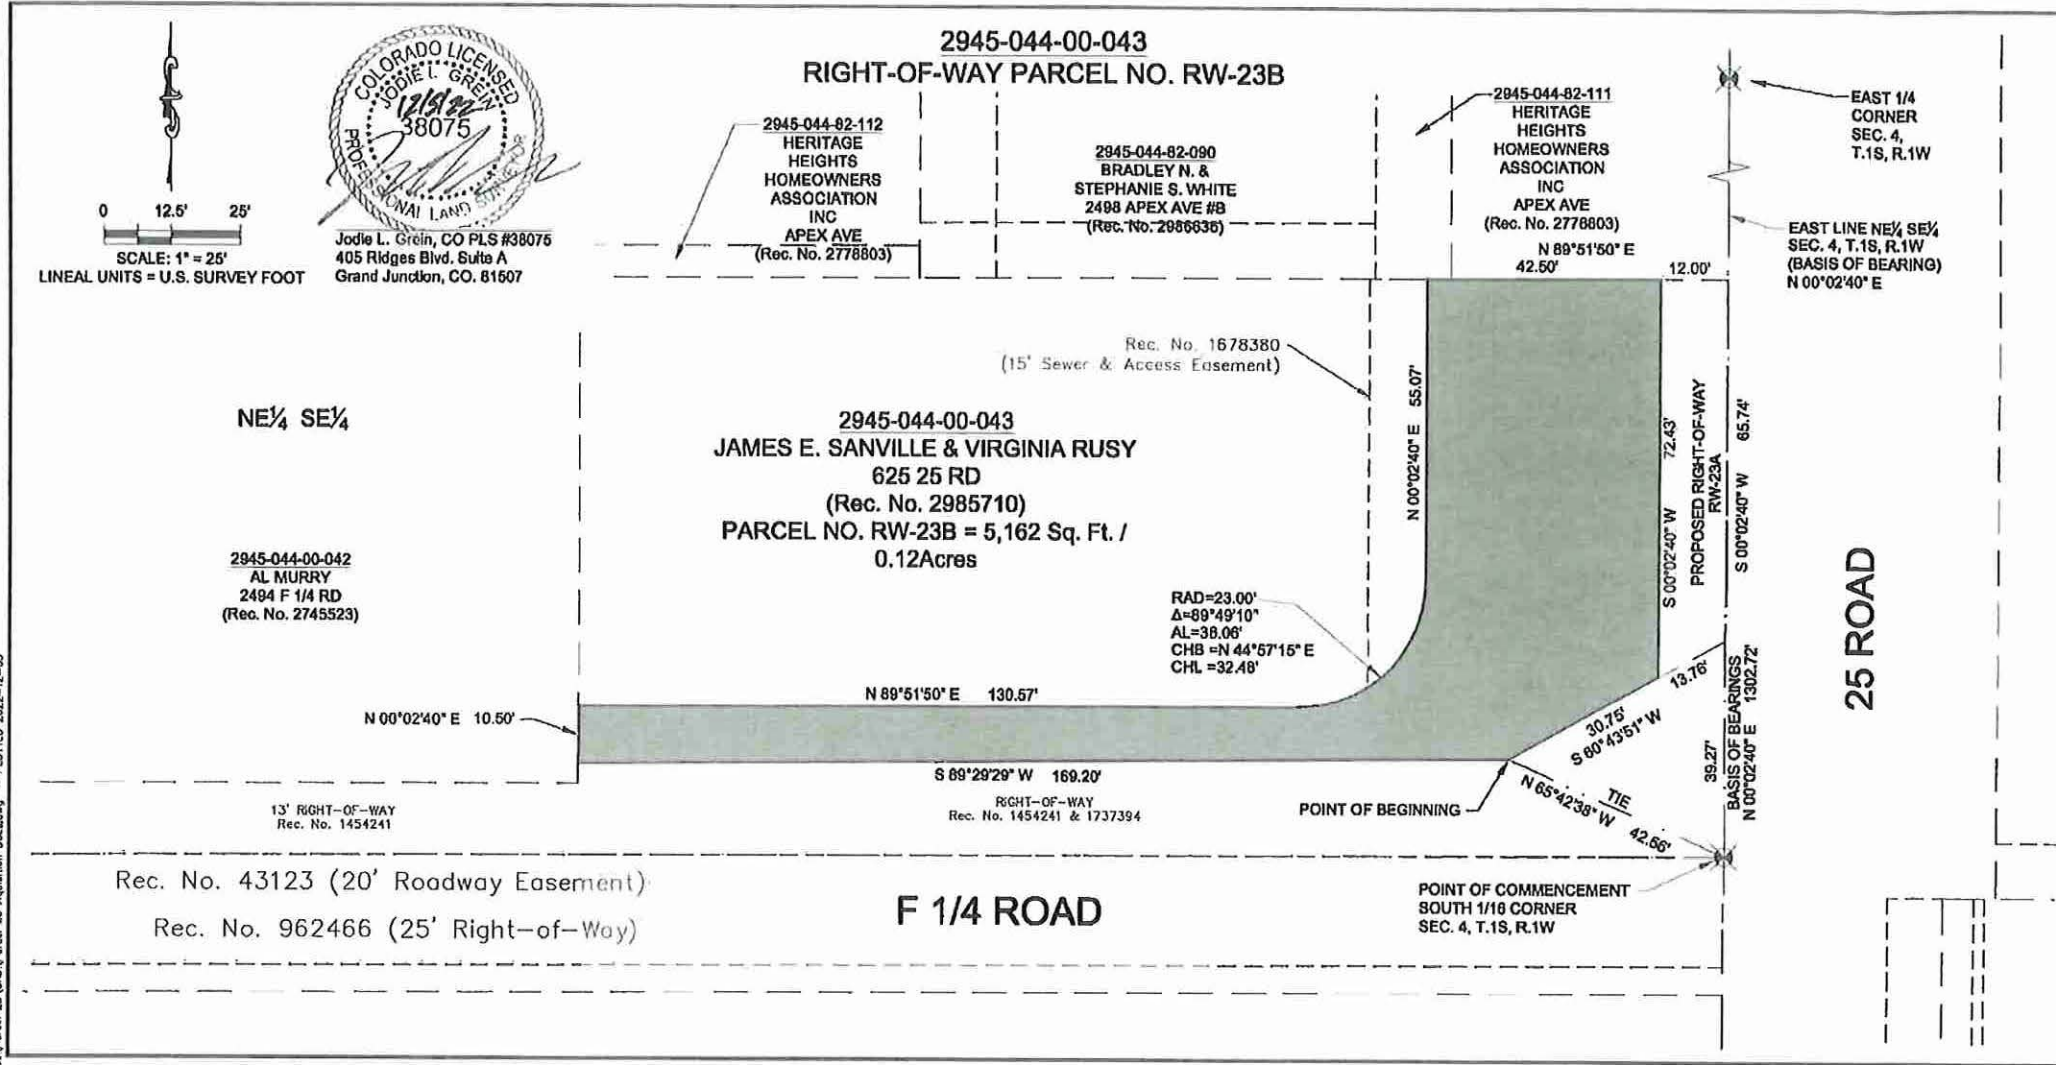 2945-044-00-043
RIGHT-OF-WAY PARCEL NO. RW-23B
COLORADO LICENSED
JODIE L. GREIN
12/5/22
38075
PROFESSIONAL LAND SURVEYOR
0 12.5' 25'
SCALE: 1" = 25'
LINEAL UNITS = U.S. SURVEY FOOT
Jodie L. Grein, CO PLS #38075
405 Ridges Blvd. Suite A
Grand Junction, CO. 81507
2945-044-82-112
HERITAGE
HEIGHTS
HOMEOWNERS
ASSOCIATION
INC
APEX AVE
(Rec. No. 2778803)
2945-044-82-090
BRADLEY N. &
STEPHANIE S. WHITE
2498 APEX AVE #B
(Rec. No. 2986636)
2945-044-82-111
HERITAGE
HEIGHTS
HOMEOWNERS
ASSOCIATION
INC
APEX AVE
(Rec. No. 2778803)
N 89°51'50" E
42.50'
12.00'
EAST 1/4
CORNER
SEC. 4,
T.1S, R.1W
EAST LINE NE¼ SE¼
SEC. 4, T.1S, R.1W
(BASIS OF BEARING)
N 00°02'40" E
Rec. No. 1678380
(15' Sewer & Access Easement)
NE¼ SE¼
2945-044-00-043
JAMES E. SANVILLE & VIRGINIA RUSY
625 25 RD
(Rec. No. 2985710)
PARCEL NO. RW-23B = 5,162 Sq. Ft. /
0.12Acres
N 00°02'40" E 55.07'
S 00°02'40" W 72.43'
PROPOSED RIGHT-OF-WAY
RW-23A
S 00°02'40" W 65.74'
2945-044-00-042
AL MURRY
2494 F 1/4 RD
(Rec. No. 2745523)
RAD=23.00'
Δ=89°49'10"
AL=36.06'
CHB =N 44°57'15" E
CHL =32.48'
25 ROAD
N 89°51'50" E 130.57'
N 00°02'40" E 10.50'
13.76'
30.75'
S 60°43'51" W
39.27'
BASIS OF BEARINGS
N 00°02'40" E 1302.72'
S 89°29'29" W 169.20'
13' RIGHT-OF-WAY
Rec. No. 1454241
RIGHT-OF-WAY
Rec. No. 1454241 & 1737394
POINT OF BEGINNING
TIE
N 65°42'38" W 42.56'
Rec. No. 43123 (20' Roadway Easement)
Rec. No. 962466 (25' Right-of-Way)
F 1/4 ROAD
POINT OF COMMENCEMENT
SOUTH 1/16 CORNER
SEC. 4, T.1S, R.1W